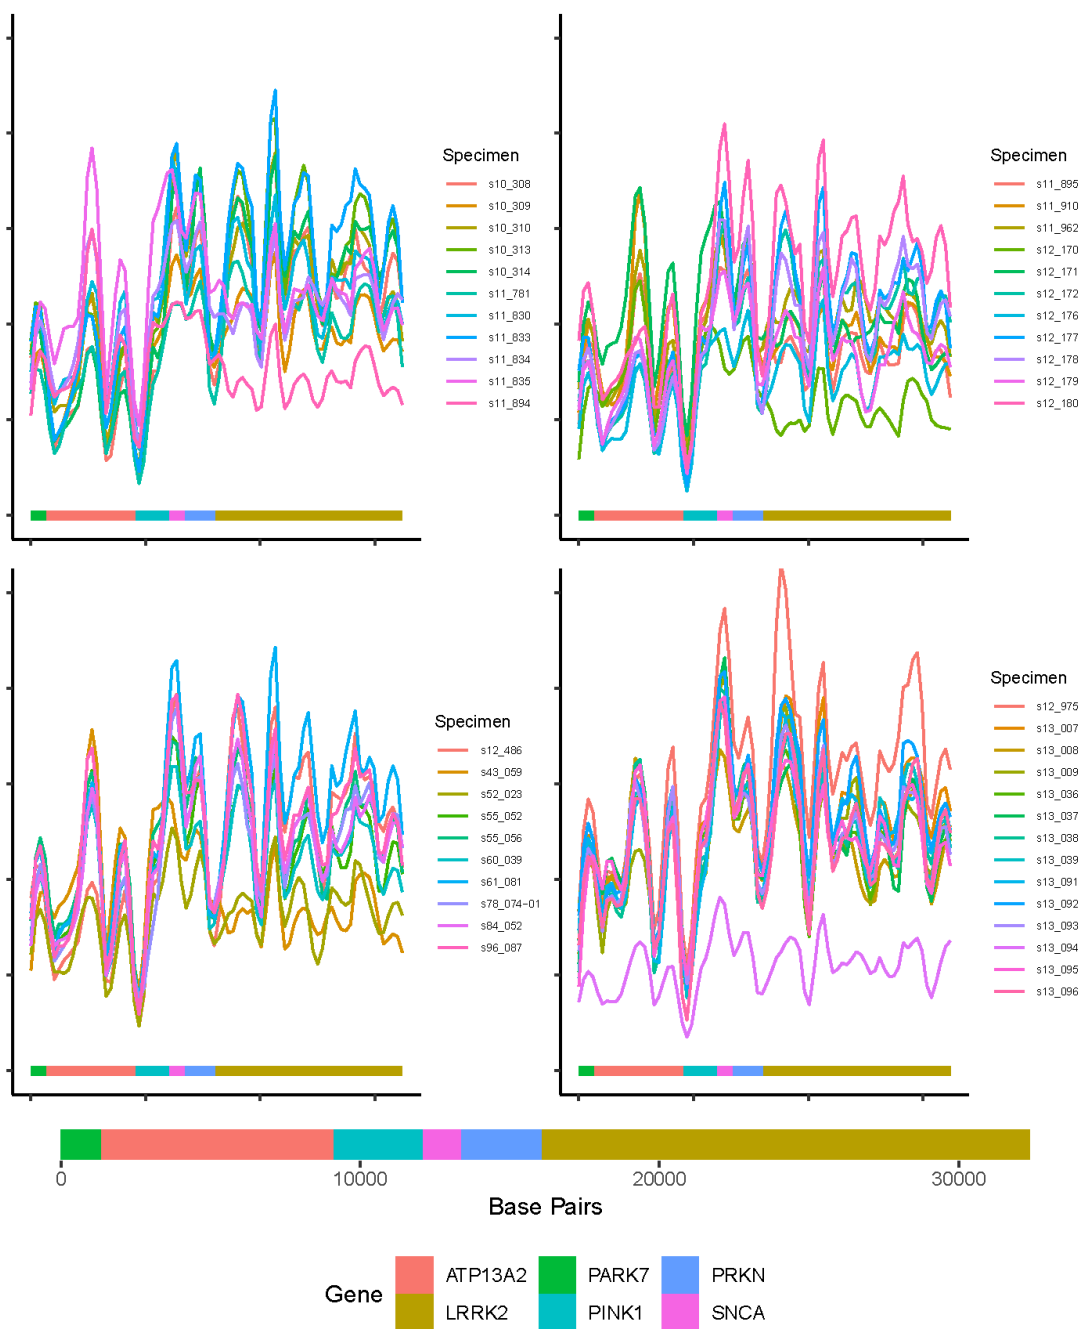 Specimen
s10_308
s10_309
s10_310
s10_313
s10_314
s11_781
s11_830
s11_833
s11_834
s11_835
s11_894
Specimen
s11_895
s11_910
s11_962
s12_170
s12_171
s12_172
s12_176
s12_177
s12_178
s12_179
s12_180
Specimen
s12_486
s43_059
s52_023
s55_052
s55_056
s60_039
s61_081
s78_074-01
s84_052
s96_087
Specimen
s12_975
s13_007
s13_008
s13_009
s13_036
s13_037
s13_038
s13_039
s13_091
s13_092
s13_093
s13_094
s13_095
s13_096
0 10000 20000 30000
Base Pairs
Gene
ATP13A2 PARK7 PRKN
LRRK2 PINK1 SNCA